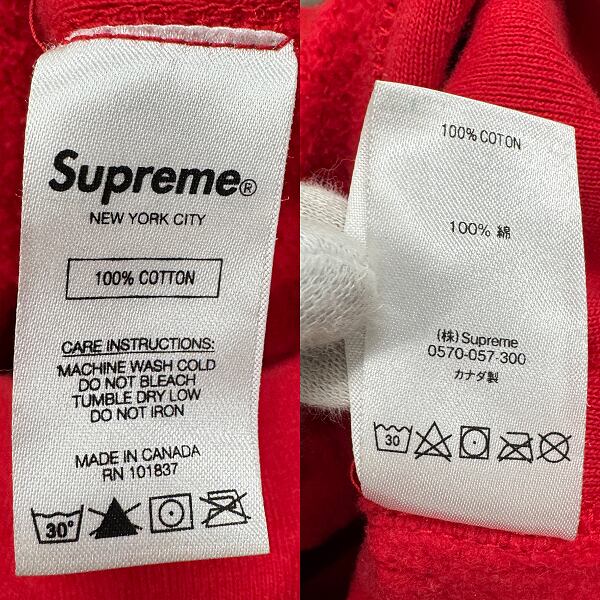 Supreme®
NEW YORK CITY
100% COTTON
CARE INSTRUCTIONS:
MACHINE WASH COLD
DO NOT BLEACH
TUMBLE DRY LOW
DO NOT IRON
MADE IN CANADA
RN 101837
30°
100% COTON
100% 綿
(株) Supreme
0570-057-300
カナダ製
30